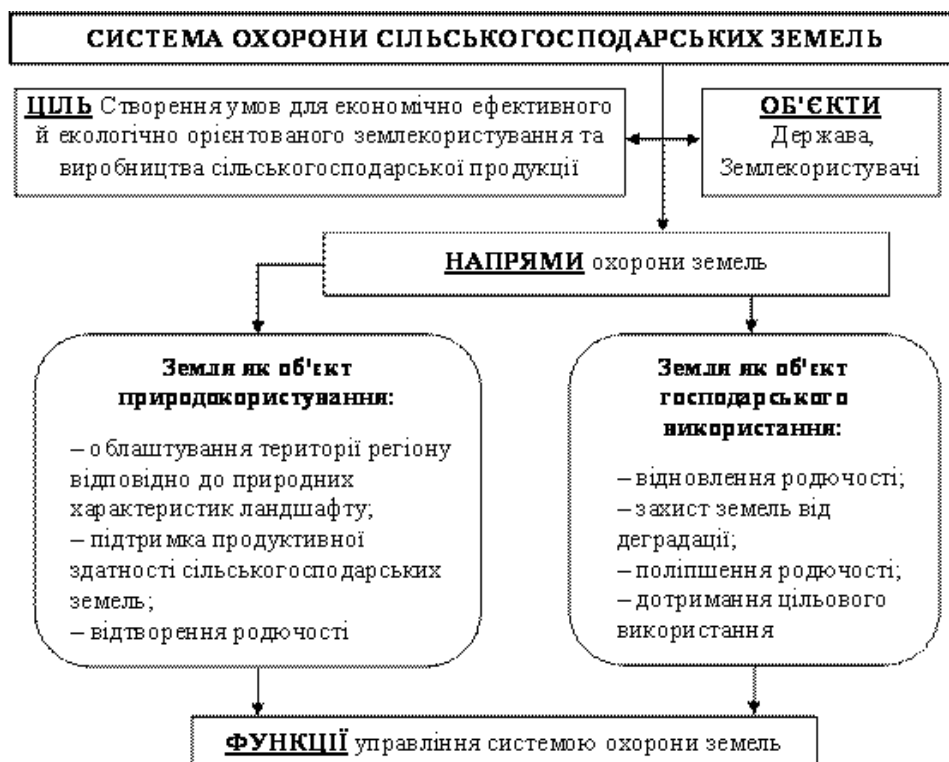 СИСТЕМА ОХОРОНИ СІЛЬСЬКОГОСПОДАРСЬКИХ ЗЕМЕЛЬ
ЦІЛЬ Створення умов для економічно ефективного
й екологічно орієнтованого землекористування та
виробництва сільськогосподарської продукції
ОБ'ЄКТИ
Держава,
Землекористувачі
НАПРЯМИ охорони земель
Земля як об'єкт
природокористування:
– облаштування території регіону
відповідно до природних
характеристик ландшафту;
– підтримка продуктивної
здатності сільськогосподарських
земель;
– відтворення родючості
Земля як об'єкт
господарського
використання:
– відновлення родючості;
– захист земель від
деградації;
– поліпшення родючості;
– дотримання цільового
використання
ФУНКЦІЇ управління системою охорони земель